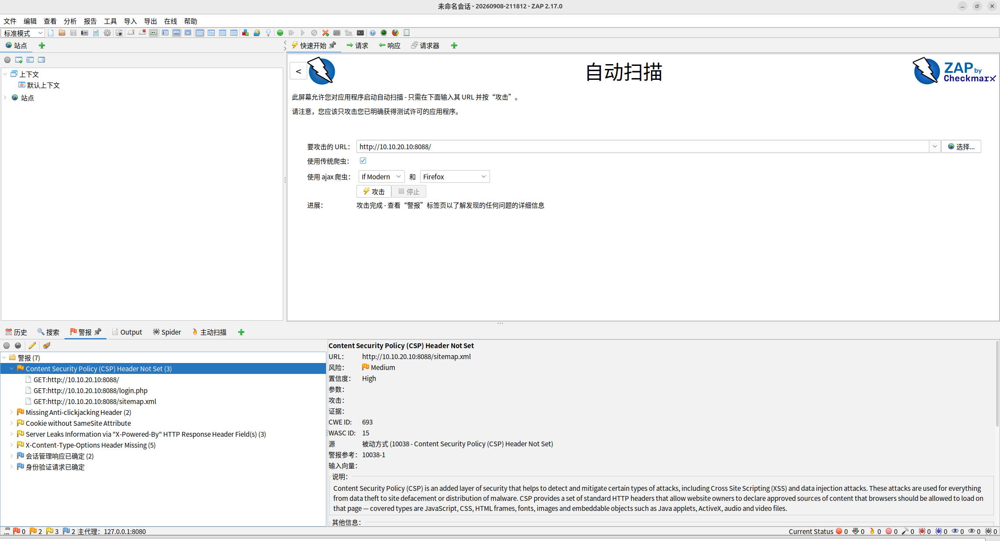 未命名会话 - 20260908-211812 - ZAP 2.17.0
文件 编辑 查看 分析 报告 工具 导入 导出 在线 帮助
标准模式
站点
快速开始 请求 响应 请求器
上下文
默认上下文
站点
<
自动扫描
ZAP by
Checkmarx
此屏幕允许您对应用程序启动自动扫描 - 只需在下面输入其 URL 并按“攻击”。
请注意，您应该只攻击您已明确获得测试许可的应用程序。
要攻击的 URL： http://10.10.20.10:8088/ 选择...
使用传统爬虫：
使用 ajax 爬虫： If Modern 和 Firefox
攻击 停止
进展： 攻击完成 - 查看“警报”标签页以了解发现的任何问题的详细信息
历史 搜索 警报 Output Spider 主动扫描
警报 (7)
Content Security Policy (CSP) Header Not Set (3)
GET:http://10.10.20.10:8088/
GET:http://10.10.20.10:8088/login.php
GET:http://10.10.20.10:8088/sitemap.xml
Missing Anti-clickjacking Header (2)
Cookie without SameSite Attribute
Server Leaks Information via "X-Powered-By" HTTP Response Header Field(s) (3)
X-Content-Type-Options Header Missing (5)
会话管理响应已确定 (2)
身份验证请求已确定
Content Security Policy (CSP) Header Not Set
URL： http://10.10.20.10:8088/sitemap.xml
风险： Medium
置信度： High
参数：
攻击：
证据：
CWE ID: 693
WASC ID: 15
源 被动方式 (10038 - Content Security Policy (CSP) Header Not Set)
警报参考： 10038-1
输入向量：
说明：
Content Security Policy (CSP) is an added layer of security that helps to detect and mitigate certain types of attacks, including Cross Site Scripting (XSS) and data injection attacks. These attacks are used for everything
from data theft to site defacement or distribution of malware. CSP provides a set of standard HTTP headers that allow website owners to declare approved sources of content that browsers should be allowed to load on
that page — covered types are JavaScript, CSS, HTML frames, fonts, images and embeddable objects such as Java applets, ActiveX, audio and video files.
其他信息：
0 2 3 2 主代理： 127.0.0.1:8080
Current Status 0 0 0 0 0 0 0 0 0 0